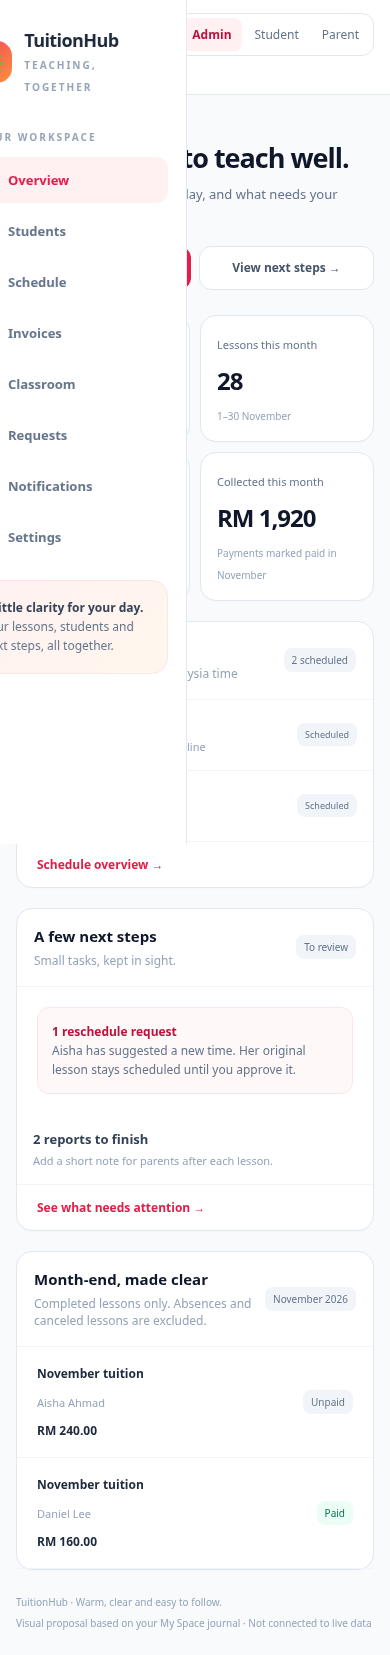 TuitionHub
TEACHING,
TOGETHER
WORKSPACE
Overview
Students
Schedule
Invoices
Classroom
Requests
Notifications
Settings
clarity for your day.
lessons, students and
steps, all together.
Admin
Student
Parent
to teach well.
and what needs your
View next steps →
Lessons this month
28
1–30 November
Collected this month
RM 1,920
Payments marked paid in
November
time
2 scheduled
Scheduled
Scheduled
Schedule overview →
A few next steps
Small tasks, kept in sight.
To review
1 reschedule request
Aisha has suggested a new time. Her original
lesson stays scheduled until you approve it.
2 reports to finish
Add a short note for parents after each lesson.
See what needs attention →
Month-end, made clear
Completed lessons only. Absences and
canceled lessons are excluded.
November 2026
November tuition
Aisha Ahmad
RM 240.00
Unpaid
November tuition
Daniel Lee
RM 160.00
Paid
TuitionHub · Warm, clear and easy to follow.
Visual proposal based on your My Space journal · Not connected to live data